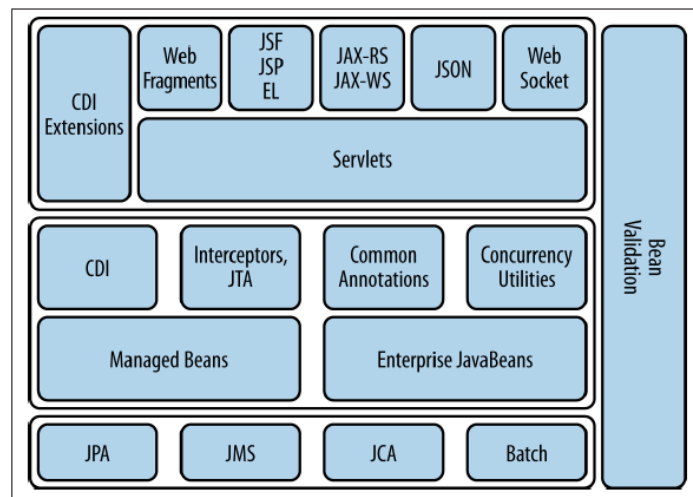 CDI
Extensions
Web
Fragments
JSF
JSP
EL
JAX-RS
JAX-WS
JSON
Web
Socket
Servlets
CDI
Interceptors,
JTA
Common
Annotations
Concurrency
Utilities
Managed Beans
Enterprise JavaBeans
JPA
JMS
JCA
Batch
Bean
Validation